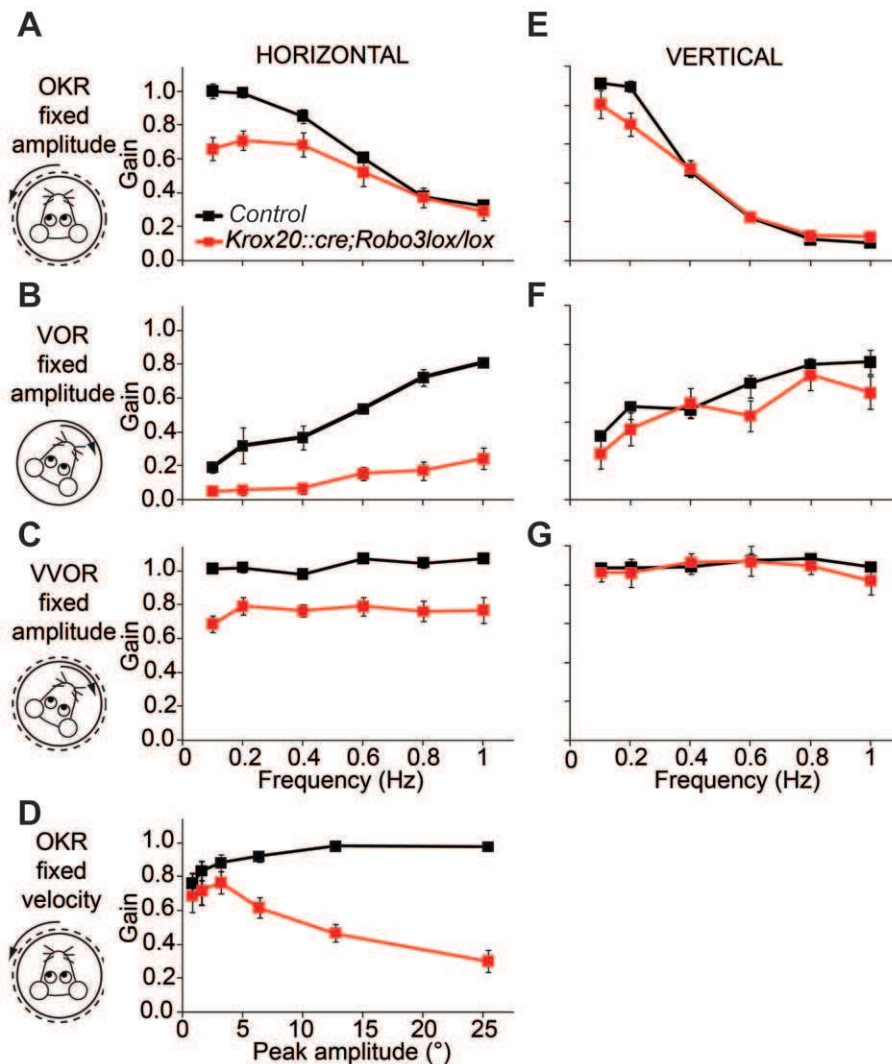 A
HORIZONTAL
OKR
fixed
amplitude
Gain
1.0
0.8
0.6
0.4
0.2
0.0
Control
Krox20::cre;Robo3lox/lox
E
VERTICAL
B
VOR
fixed
amplitude
Gain
1.0
0.8
0.6
0.4
0.2
0.0
F
C
VVOR
fixed
amplitude
Gain
1.0
0.8
0.6
0.4
0.2
0.0
0 0.2 0.4 0.6 0.8 1
Frequency (Hz)
G
0 0.2 0.4 0.6 0.8 1
Frequency (Hz)
D
OKR
fixed
velocity
Gain
1.0
0.8
0.6
0.4
0.2
0.0
0 5 10 15 20 25
Peak amplitude (°)